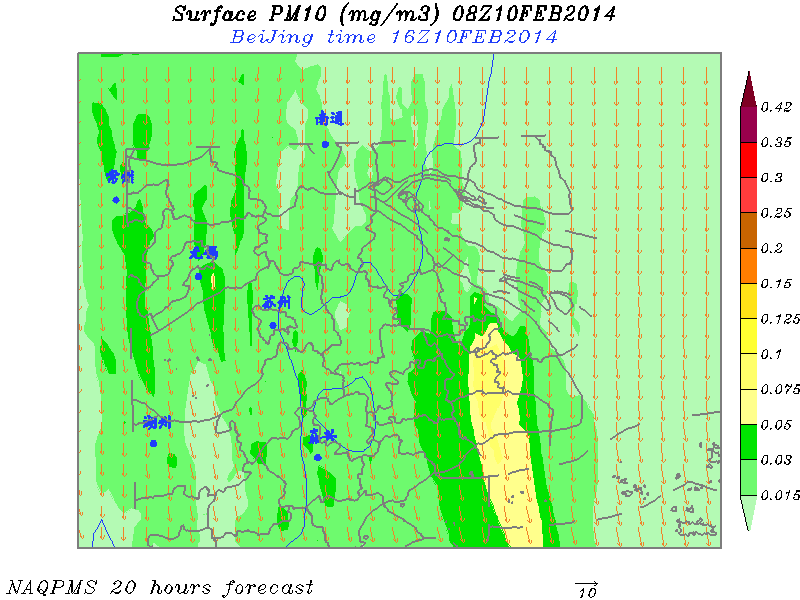 Surface PM10 (mg/m3) 08Z10FEB2014
BeiJing time 16Z10FEB2014
南通
常州
无锡
苏州
湖州
嘉兴
0.42
0.35
0.3
0.25
0.2
0.15
0.125
0.1
0.075
0.05
0.03
0.015
NAQPMS 20 hours forecast
10